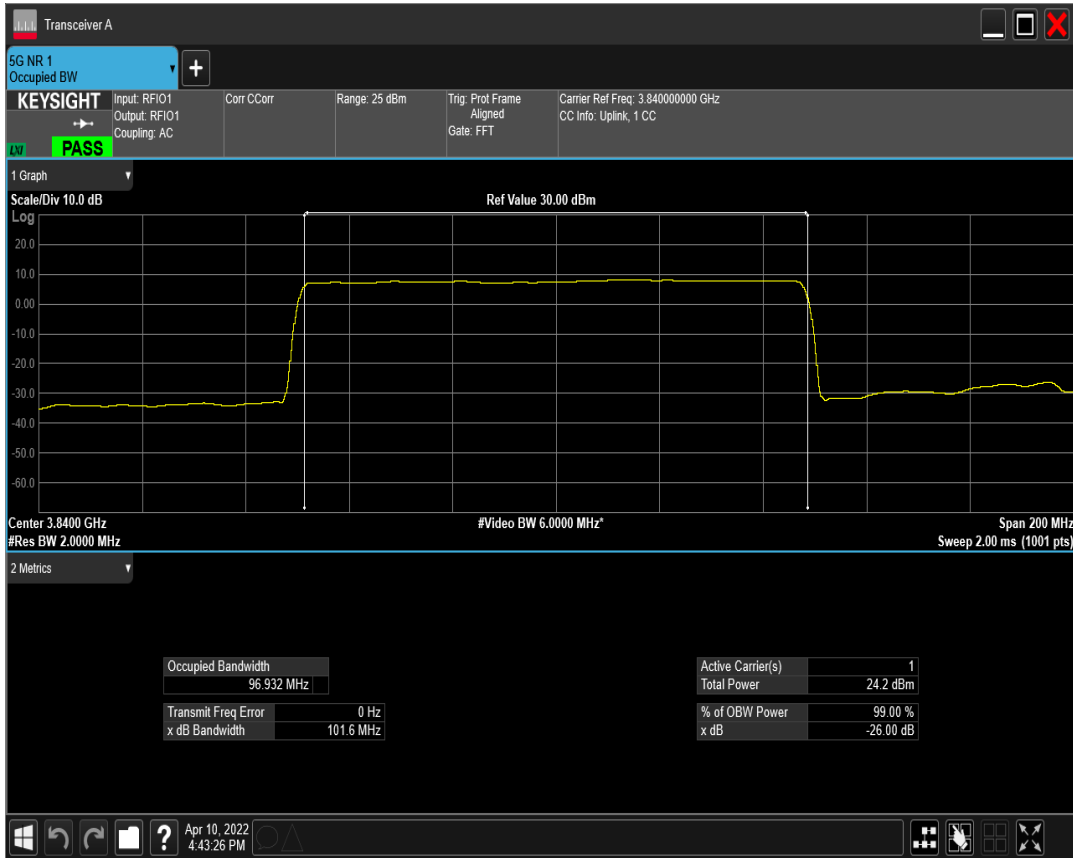 Transceiver A
5G NR 1
Occupied BW
KEYSIGHT
LXI
PASS
Input: RFIO1
Output: RFIO1
Coupling: AC
Corr CCorr
Range: 25 dBm
Trig: Prot Frame
Aligned
Gate: FFT
Carrier Ref Freq: 3.840000000 GHz
CC Info: Uplink, 1 CC
1 Graph
Scale/Div 10.0 dB
Ref Value 30.00 dBm
Log
20.0
10.0
0.00
-10.0
-20.0
-30.0
-40.0
-50.0
-60.0
Center 3.8400 GHz
#Video BW 6.0000 MHz*
Span 200 MHz
#Res BW 2.0000 MHz
Sweep 2.00 ms (1001 pts)
2 Metrics
Occupied Bandwidth
96.932 MHz
Transmit Freq Error 0 Hz
x dB Bandwidth 101.6 MHz
Active Carrier(s) 1
Total Power 24.2 dBm
% of OBW Power 99.00 %
x dB -26.00 dB
Apr 10, 2022
4:43:26 PM